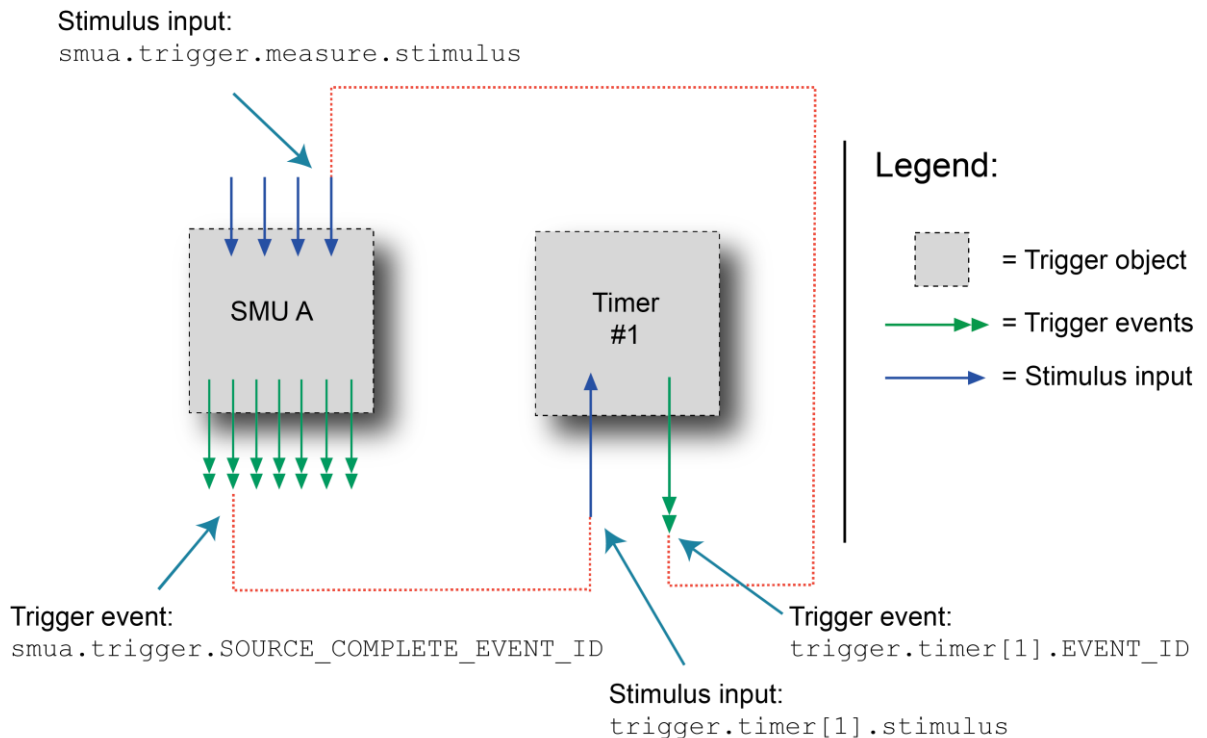 Stimulus input:
smua.trigger.measure.stimulus
Legend:
= Trigger object
SMU A
Timer
#1
= Trigger events
= Stimulus input
Trigger event:
smua.trigger.SOURCE_COMPLETE_EVENT_ID
Trigger event:
trigger.timer[1].EVENT_ID
Stimulus input:
trigger.timer[1].stimulus